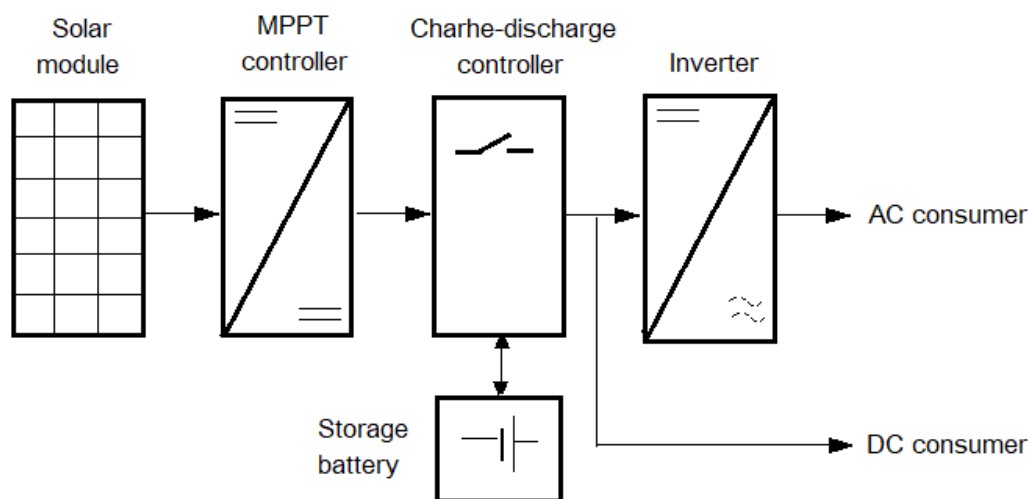 Solar
module
MPPT
controller
Charhe-discharge
controller
Inverter
AC consumer
Storage
battery
DC consumer